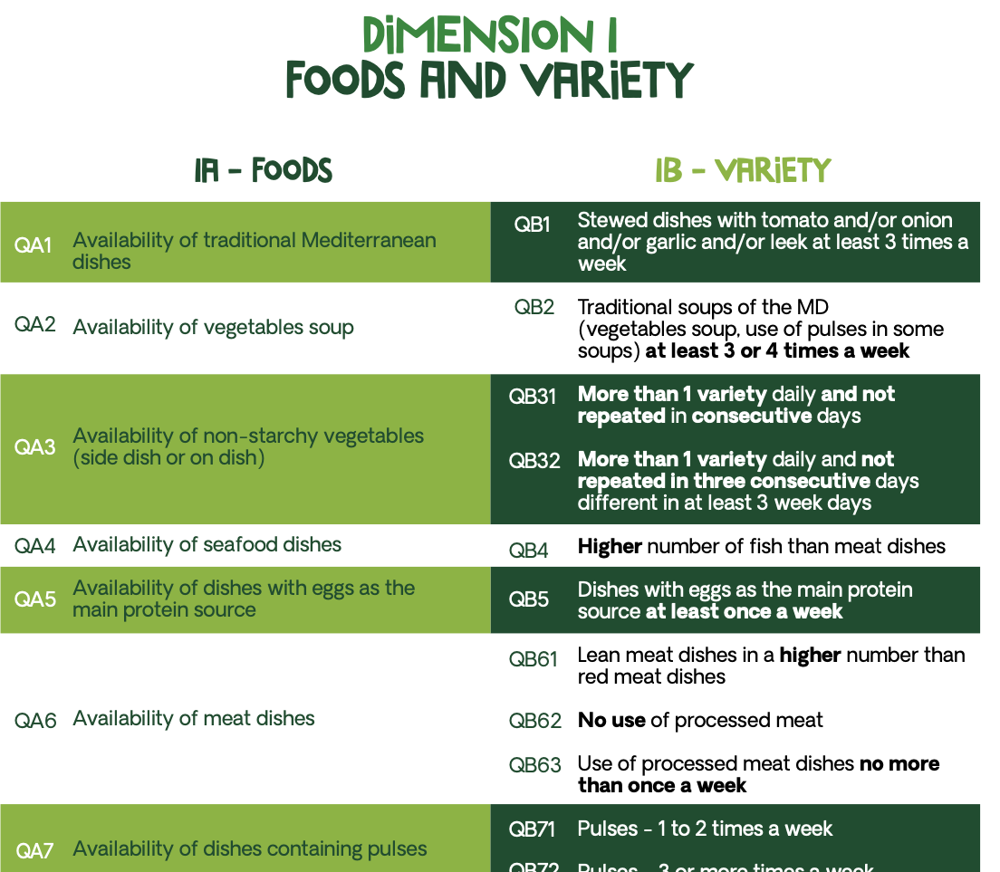 DiMENSION I
FOODS AND VARiETY
IA - FOODS
IB - VARiETY
QA1
Availability of traditional Mediterranean
dishes
QB1
Stewed dishes with tomato and/or onion
and/or garlic and/or leek at least 3 times a
week
QA2
Availability of vegetables soup
QB2
Traditional soups of the MD
(vegetables soup, use of pulses in some
soups) at least 3 or 4 times a week
QA3
Availability of non-starchy vegetables
(side dish or on dish)
QB31
More than 1 variety daily and not
repeated in consecutive days
QB32
More than 1 variety daily and not
repeated in three consecutive days
different in at least 3 week days
QA4
Availability of seafood dishes
QB4
Higher number of fish than meat dishes
QA5
Availability of dishes with eggs as the
main protein source
QB5
Dishes with eggs as the main protein
source at least once a week
QA6
Availability of meat dishes
QB61
Lean meat dishes in a higher number than
red meat dishes
QB62
No use of processed meat
QB63
Use of processed meat dishes no more
than once a week
QA7
Availability of dishes containing pulses
QB71
Pulses - 1 to 2 times a week
QB72
Pulses - 3 or more times a week